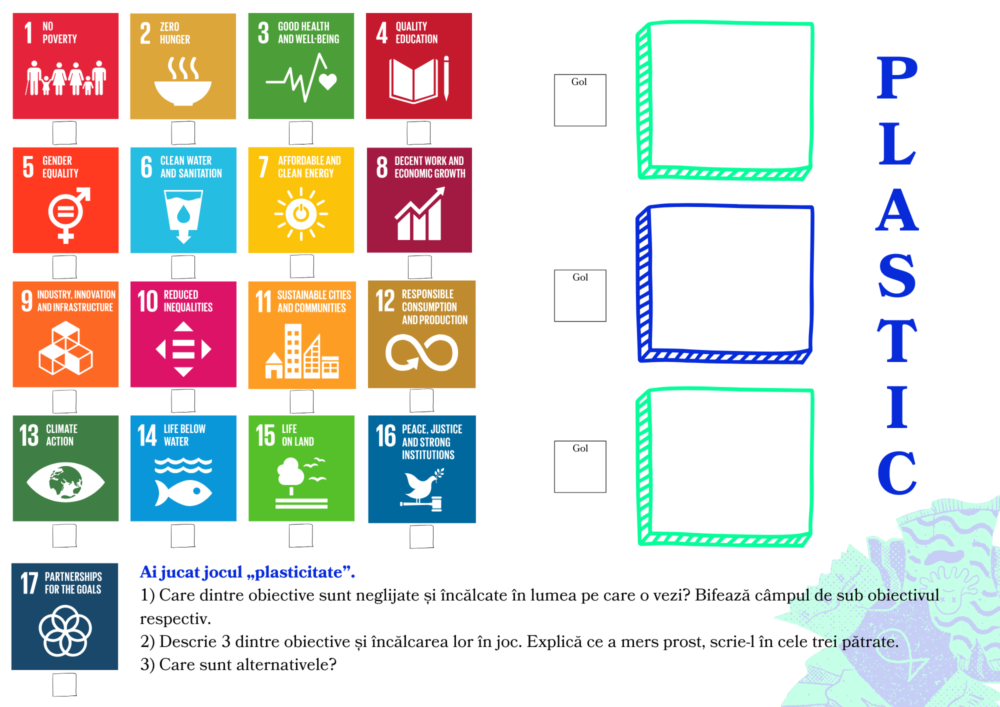 1 NO
POVERTY
2 ZERO
HUNGER
3 GOOD HEALTH
AND WELL-BEING
4 QUALITY
EDUCATION
5 GENDER
EQUALITY
6 CLEAN WATER
AND SANITATION
7 AFFORDABLE AND
CLEAN ENERGY
8 DECENT WORK AND
ECONOMIC GROWTH
9 INDUSTRY, INNOVATION
AND INFRASTRUCTURE
10 REDUCED
INEQUALITIES
11 SUSTAINABLE CITIES
AND COMMUNITIES
12 RESPONSIBLE
CONSUMPTION
AND PRODUCTION
13 CLIMATE
ACTION
14 LIFE BELOW
WATER
15 LIFE
ON LAND
16 PEACE, JUSTICE
AND STRONG
INSTITUTIONS
17 PARTNERSHIPS
FOR THE GOALS
Gol
Gol
Gol
P
L
A
S
T
I
C
Ai jucat jocul „plasticitate”.
1) Care dintre obiective sunt neglijate și încălcate în lumea pe care o vezi? Bifează câmpul de sub obiectivul
respectiv.
2) Descrie 3 dintre obiective și încălcarea lor în joc. Explică ce a mers prost, scrie-l în cele trei pătrate.
3) Care sunt alternativele?